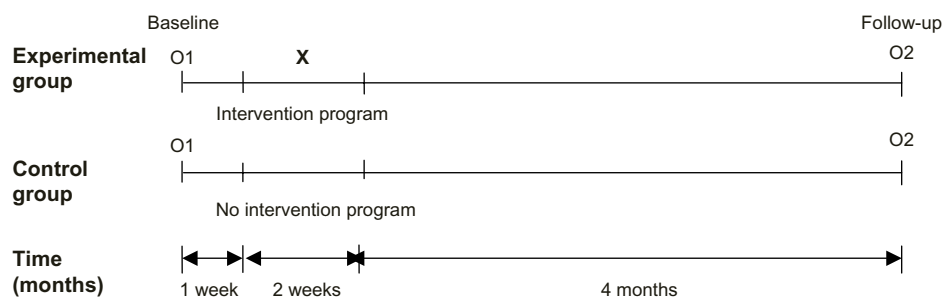 Baseline Follow-up
Experimental group O1 X O2
Intervention program
O1 O2
Control group
No intervention program
Time (months)
1 week 2 weeks 4 months